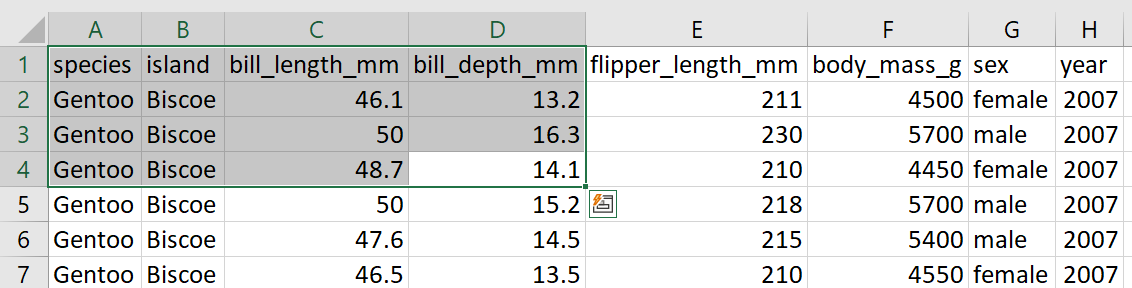 A B C D E F G H
1 species island bill_length_mm bill_depth_mm flipper_length_mm body_mass_g sex year
2 Gentoo Biscoe 46.1 13.2 211 4500 female 2007
3 Gentoo Biscoe 50 16.3 230 5700 male 2007
4 Gentoo Biscoe 48.7 14.1 210 4450 female 2007
5 Gentoo Biscoe 50 15.2 218 5700 male 2007
6 Gentoo Biscoe 47.6 14.5 215 5400 male 2007
7 Gentoo Biscoe 46.5 13.5 210 4550 female 2007